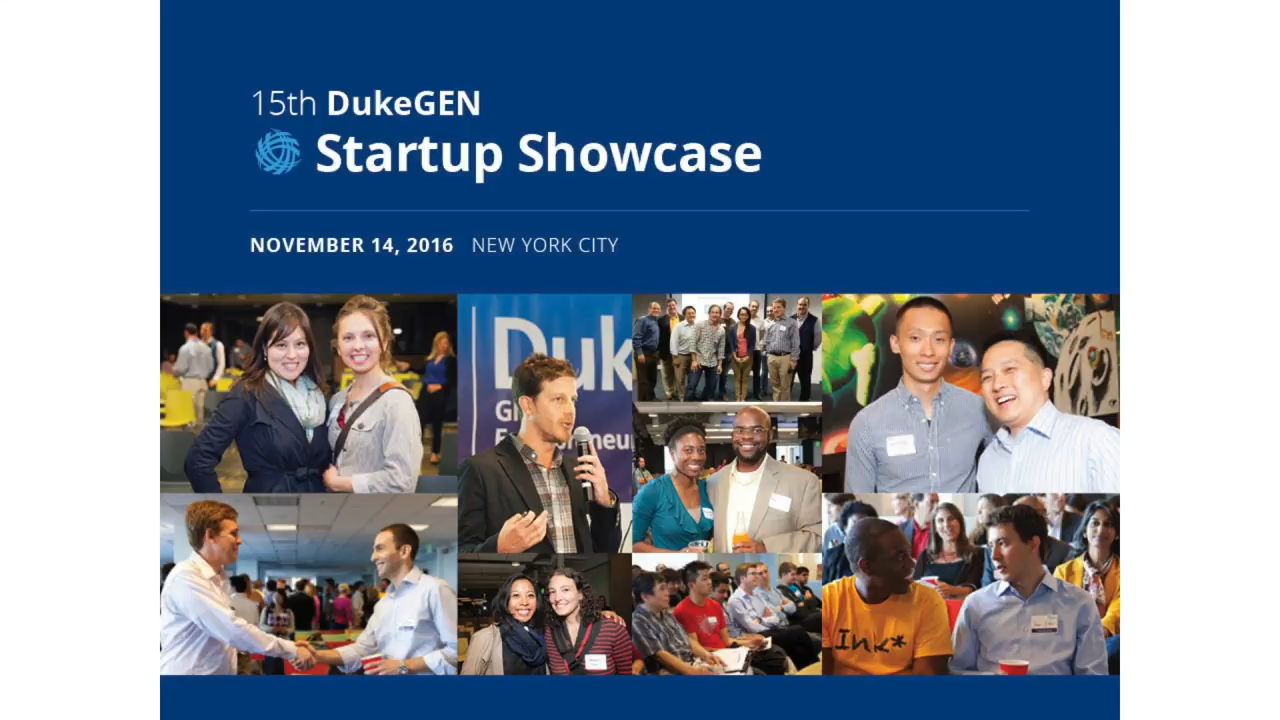 15th DukeGEN
Startup Showcase
NOVEMBER 14, 2016 NEW YORK CITY
Duk
Ink*